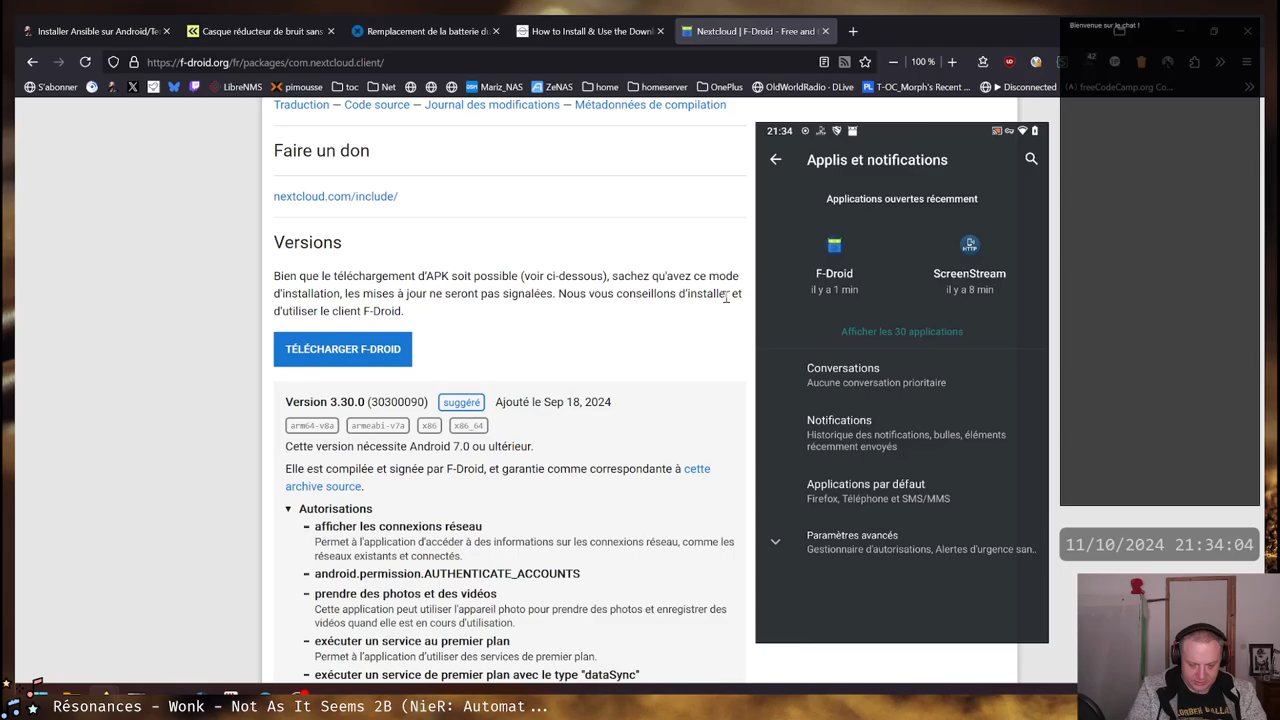 Installer Ansible sur Android/Te
Casque réducteur de bruit sans
Remplacement de la batterie du
How to Install & Use the Downl
Nextcloud | F-Droid - Free and
https://f-droid.org/fr/packages/com.nextcloud.client/
100 %
42
S'abonner
LibreNMS
pimousse
toc
Net
Mariz_NAS
ZeNAS
home
homeserver
OnePlus
OldWorldRadio - DLive
T-OC_Morph's Recent ...
Disconnected
freeCodeCamp.org Co...
Bienvenue sur le chat !
Traduction — Code source — Journal des modifications — Métadonnées de compilation
Faire un don
nextcloud.com/include/
Versions
Bien que le téléchargement d'APK soit possible (voir ci-dessous), sachez qu'avez ce mode
d'installation, les mises à jour ne seront pas signalées. Nous vous conseillons d'installer et
d'utiliser le client F-Droid.
TÉLÉCHARGER F-DROID
Version 3.30.0 (30300090) suggéré Ajouté le Sep 18, 2024
arm64-v8a armeabi-v7a x86 x86_64
Cette version nécessite Android 7.0 ou ultérieur.
Elle est compilée et signée par F-Droid, et garantie comme correspondante à cette
archive source.
Autorisations
afficher les connexions réseau
Permet à l'application d'accéder à des informations sur les connexions réseau, comme les
réseaux existants et connectés.
android.permission.AUTHENTICATE_ACCOUNTS
prendre des photos et des vidéos
Cette application peut utiliser l'appareil photo pour prendre des photos et enregistrer des
vidéos quand elle est en cours d'utilisation.
exécuter un service au premier plan
Permet à l'application d'utiliser des services de premier plan.
exécuter un service de premier plan avec le type "dataSync"
21:34
Applis et notifications
Applications ouvertes récemment
HTTP
F-Droid ScreenStream
il y a 1 min il y a 8 min
Afficher les 30 applications
Conversations
Aucune conversation prioritaire
Notifications
Historique des notifications, bulles, éléments
récemment envoyés
Applications par défaut
Firefox, Téléphone et SMS/MMS
Paramètres avancés
Gestionnaire d'autorisations, Alertes d'urgence san..
11/10/2024 21:34:04
Résonances - Wonk - Not As It Seems 2B (NieR: Automat...